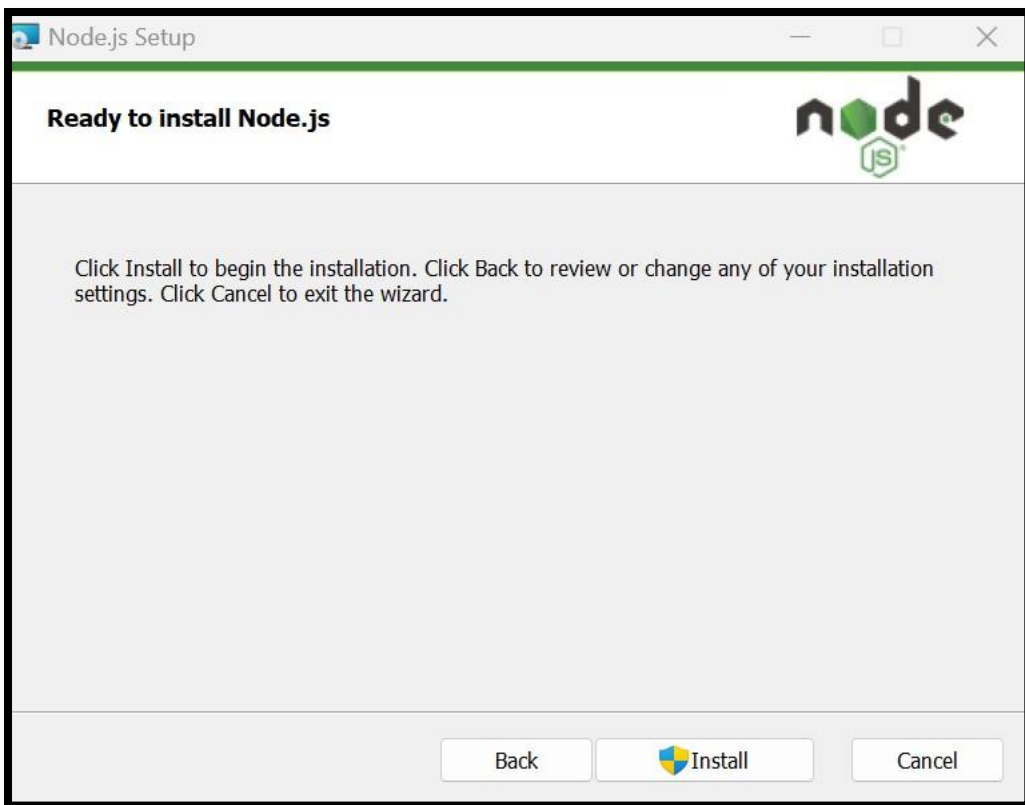 Node.js Setup
Ready to install Node.js
node
JS
Click Install to begin the installation. Click Back to review or change any of your installation
settings. Click Cancel to exit the wizard.
Back
Install
Cancel